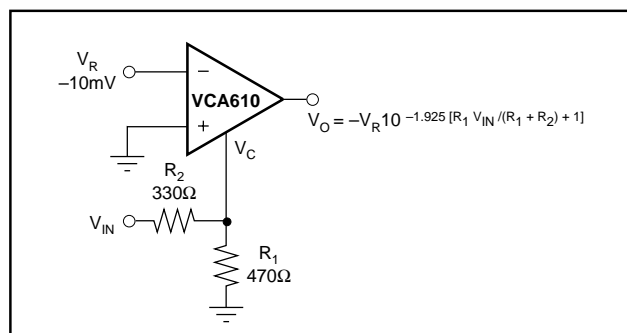 V_R
–10mV
–
VCA610
+
V_O = –V_R10 –1.925 [R_1 V_IN /(R_1 + R_2) + 1]
V_C
R_2
330Ω
V_IN
R_1
470Ω